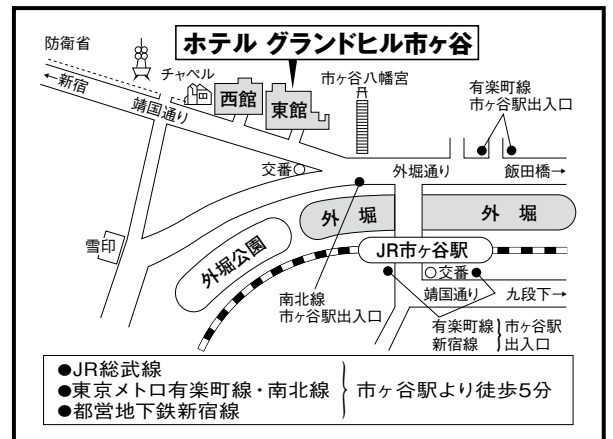 ホテル グランドヒル市ヶ谷
防衛省
チャペル
←新宿
靖国通り
西館
東館
市ヶ谷八幡宮
有楽町線
市ヶ谷駅出入口
交番○
外堀通り
飯田橋→
外 堀
外 堀
雪印
外堀公園
JR市ヶ谷駅
○交番
靖国通り
九段下→
南北線
市ヶ谷駅出入口
有楽町線
新宿線
市ヶ谷駅
出入口
●JR総武線
●東京メトロ有楽町線・南北線
●都営地下鉄新宿線
市ヶ谷駅より徒歩5分